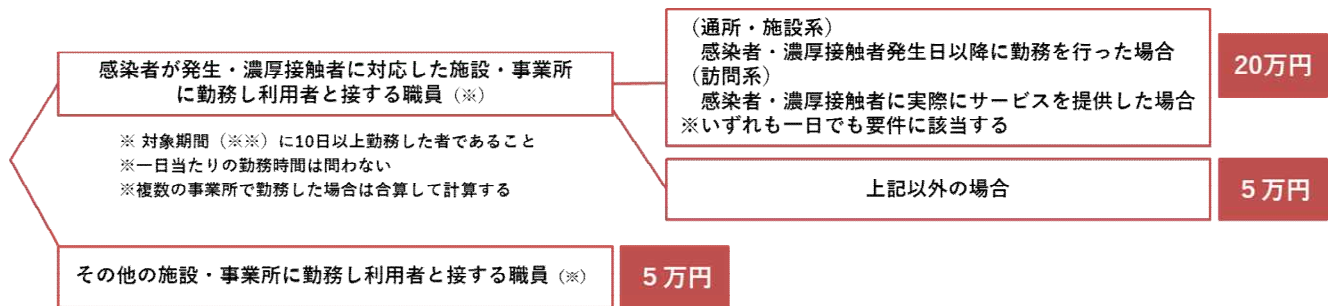 感染者が発生・濃厚接触者に対応した施設・事業所
に勤務し利用者と接する職員（※）
※ 対象期間（※※）に10日以上勤務した者であること
※一日当たりの勤務時間は問わない
※複数の事業所で勤務した場合は合算して計算する
（通所・施設系）
感染者・濃厚接触者発生日以降に勤務を行った場合
（訪問系）
感染者・濃厚接触者に実際にサービスを提供した場合
※いずれも一日でも要件に該当する
20万円
上記以外の場合
５万円
その他の施設・事業所に勤務し利用者と接する職員（※）
５万円